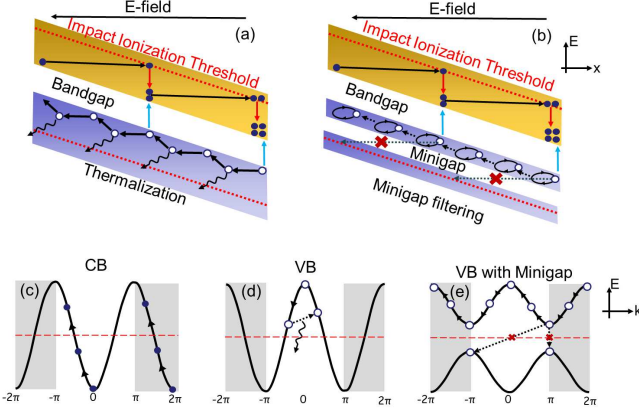 E-field
(a)
Impact Ionization Threshold
Bandgap
Thermalization
E-field
(b)
Impact Ionization Threshold
Bandgap
Minigap
Minigap filtering
E
x
CB
(c)
-2π -π 0 π 2π
VB
(d)
-2π -π 0 π 2π
VB with Minigap
(e)
-2π -π 0 π 2π
E
k